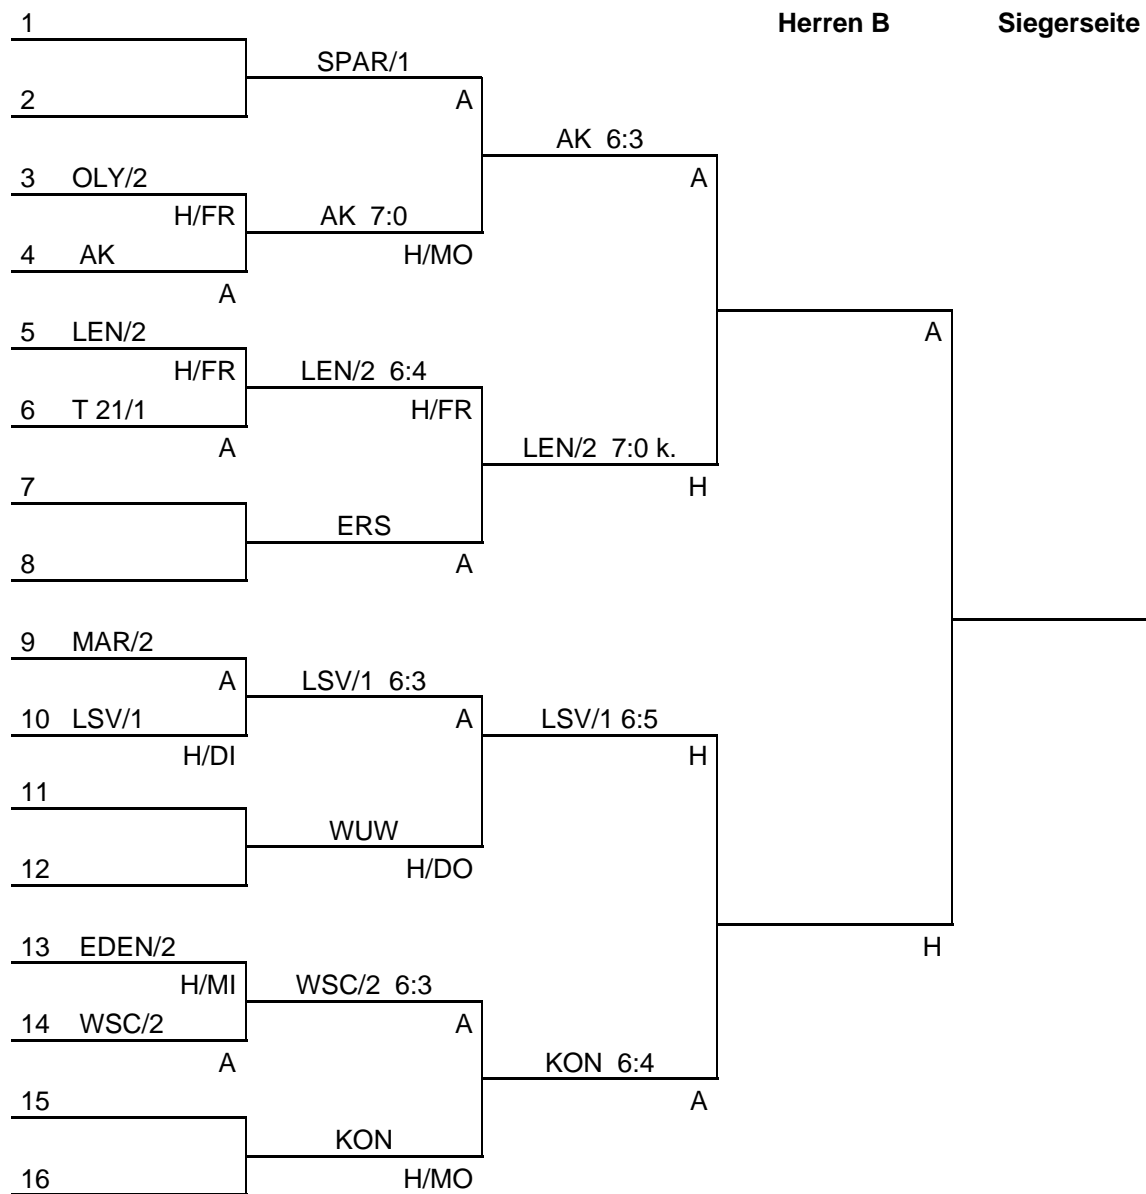 1 Herren B Siegerseite
SPAR/1
2 A
AK 6:3
3 OLY/2 A
H/FR AK 7:0
4 AK H/MO
A
5 LEN/2 A
H/FR LEN/2 6:4
6 T 21/1 H/FR
A LEN/2 7:0 k.
7 H
ERS
8 A
9 MAR/2
A LSV/1 6:3
10 LSV/1 A LSV/1 6:5
H/DI H
11
WUW
12 H/DO
13 EDEN/2 H
H/MI WSC/2 6:3
14 WSC/2 A
A KON 6:4
15 A
KON
16 H/MO